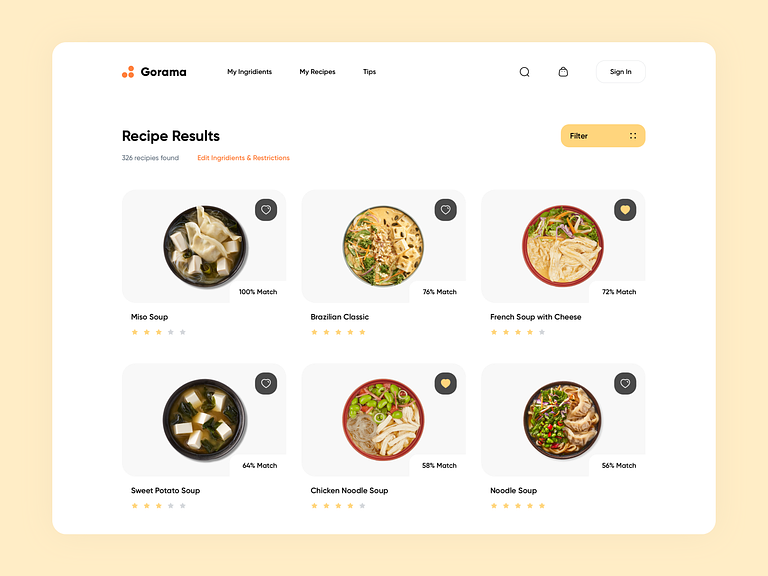 Gorama
My Ingridients
My Recipes
Tips
Sign In
Recipe Results
Filter
326 recipies found
Edit Ingridients & Restrictions
100% Match
76% Match
72% Match
Miso Soup
Brazilian Classic
French Soup with Cheese
64% Match
58% Match
56% Match
Sweet Potato Soup
Chicken Noodle Soup
Noodle Soup